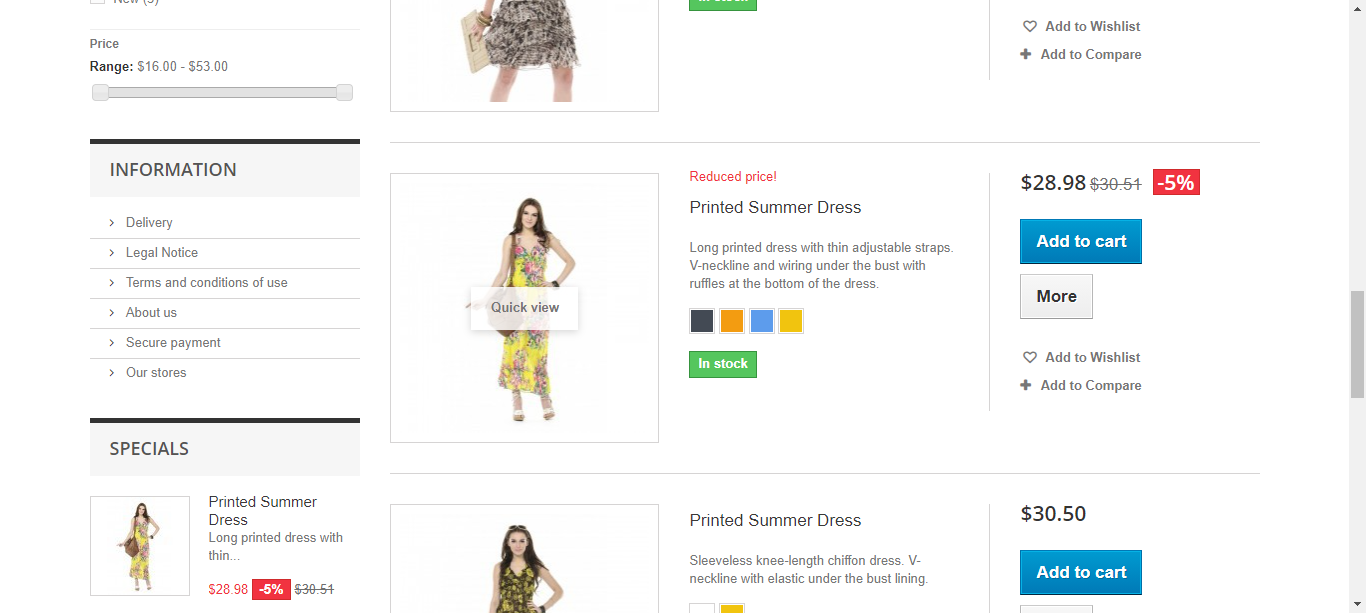 New (5)
Price
Range: $16.00 - $53.00
INFORMATION
Delivery
Legal Notice
Terms and conditions of use
About us
Secure payment
Our stores
SPECIALS
Printed Summer
Dress
Long printed dress with
thin...
$28.98 -5% $30.51
In stock
Add to Wishlist
Add to Compare
Quick view
Reduced price!
Printed Summer Dress
Long printed dress with thin adjustable straps.
V-neckline and wiring under the bust with
ruffles at the bottom of the dress.
In stock
$28.98 $30.51 -5%
Add to cart
More
Add to Wishlist
Add to Compare
Printed Summer Dress
Sleeveless knee-length chiffon dress. V-
neckline with elastic under the bust lining.
$30.50
Add to cart